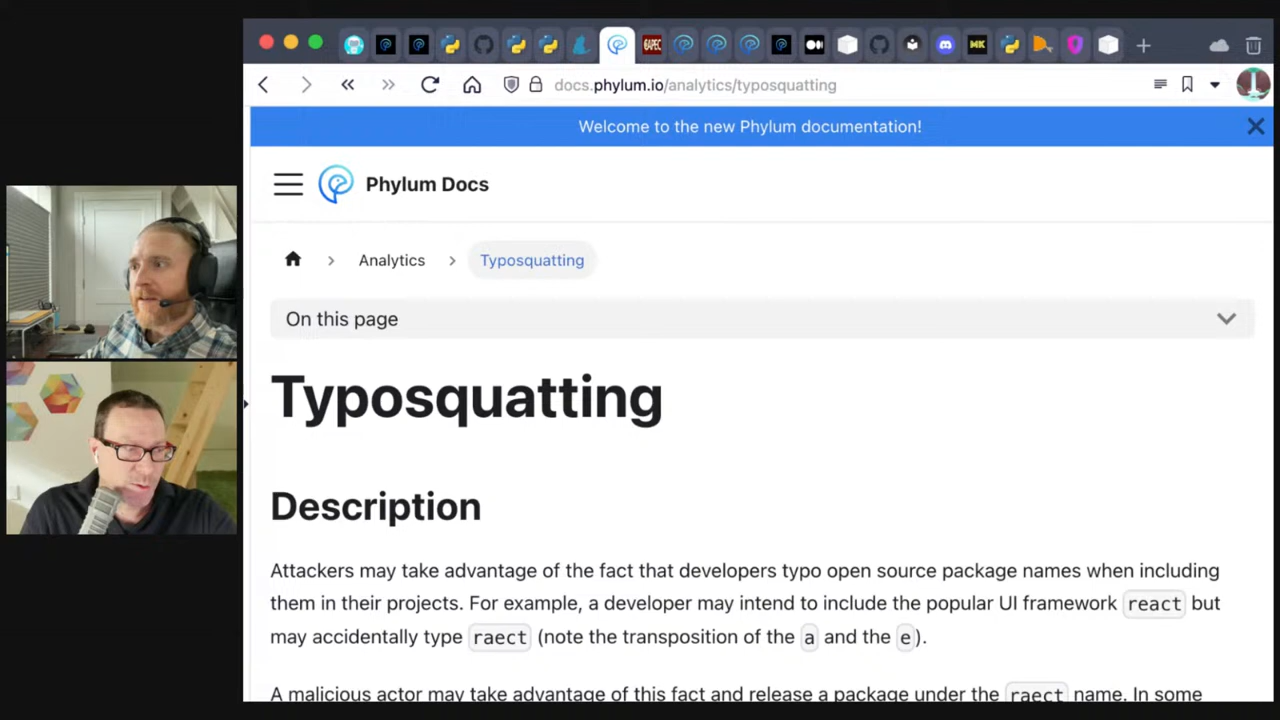 CAPEC
MK
docs.phylum.io/analytics/typosquatting
Welcome to the new Phylum documentation!
Phylum Docs
Analytics
Typosquatting
On this page
Typosquatting
Description
Attackers may take advantage of the fact that developers typo open source package names when including
them in their projects. For example, a developer may intend to include the popular UI framework react but
may accidentally type raect (note the transposition of the a and the e).
A malicious actor may take advantage of this fact and release a package under the raect name. In some